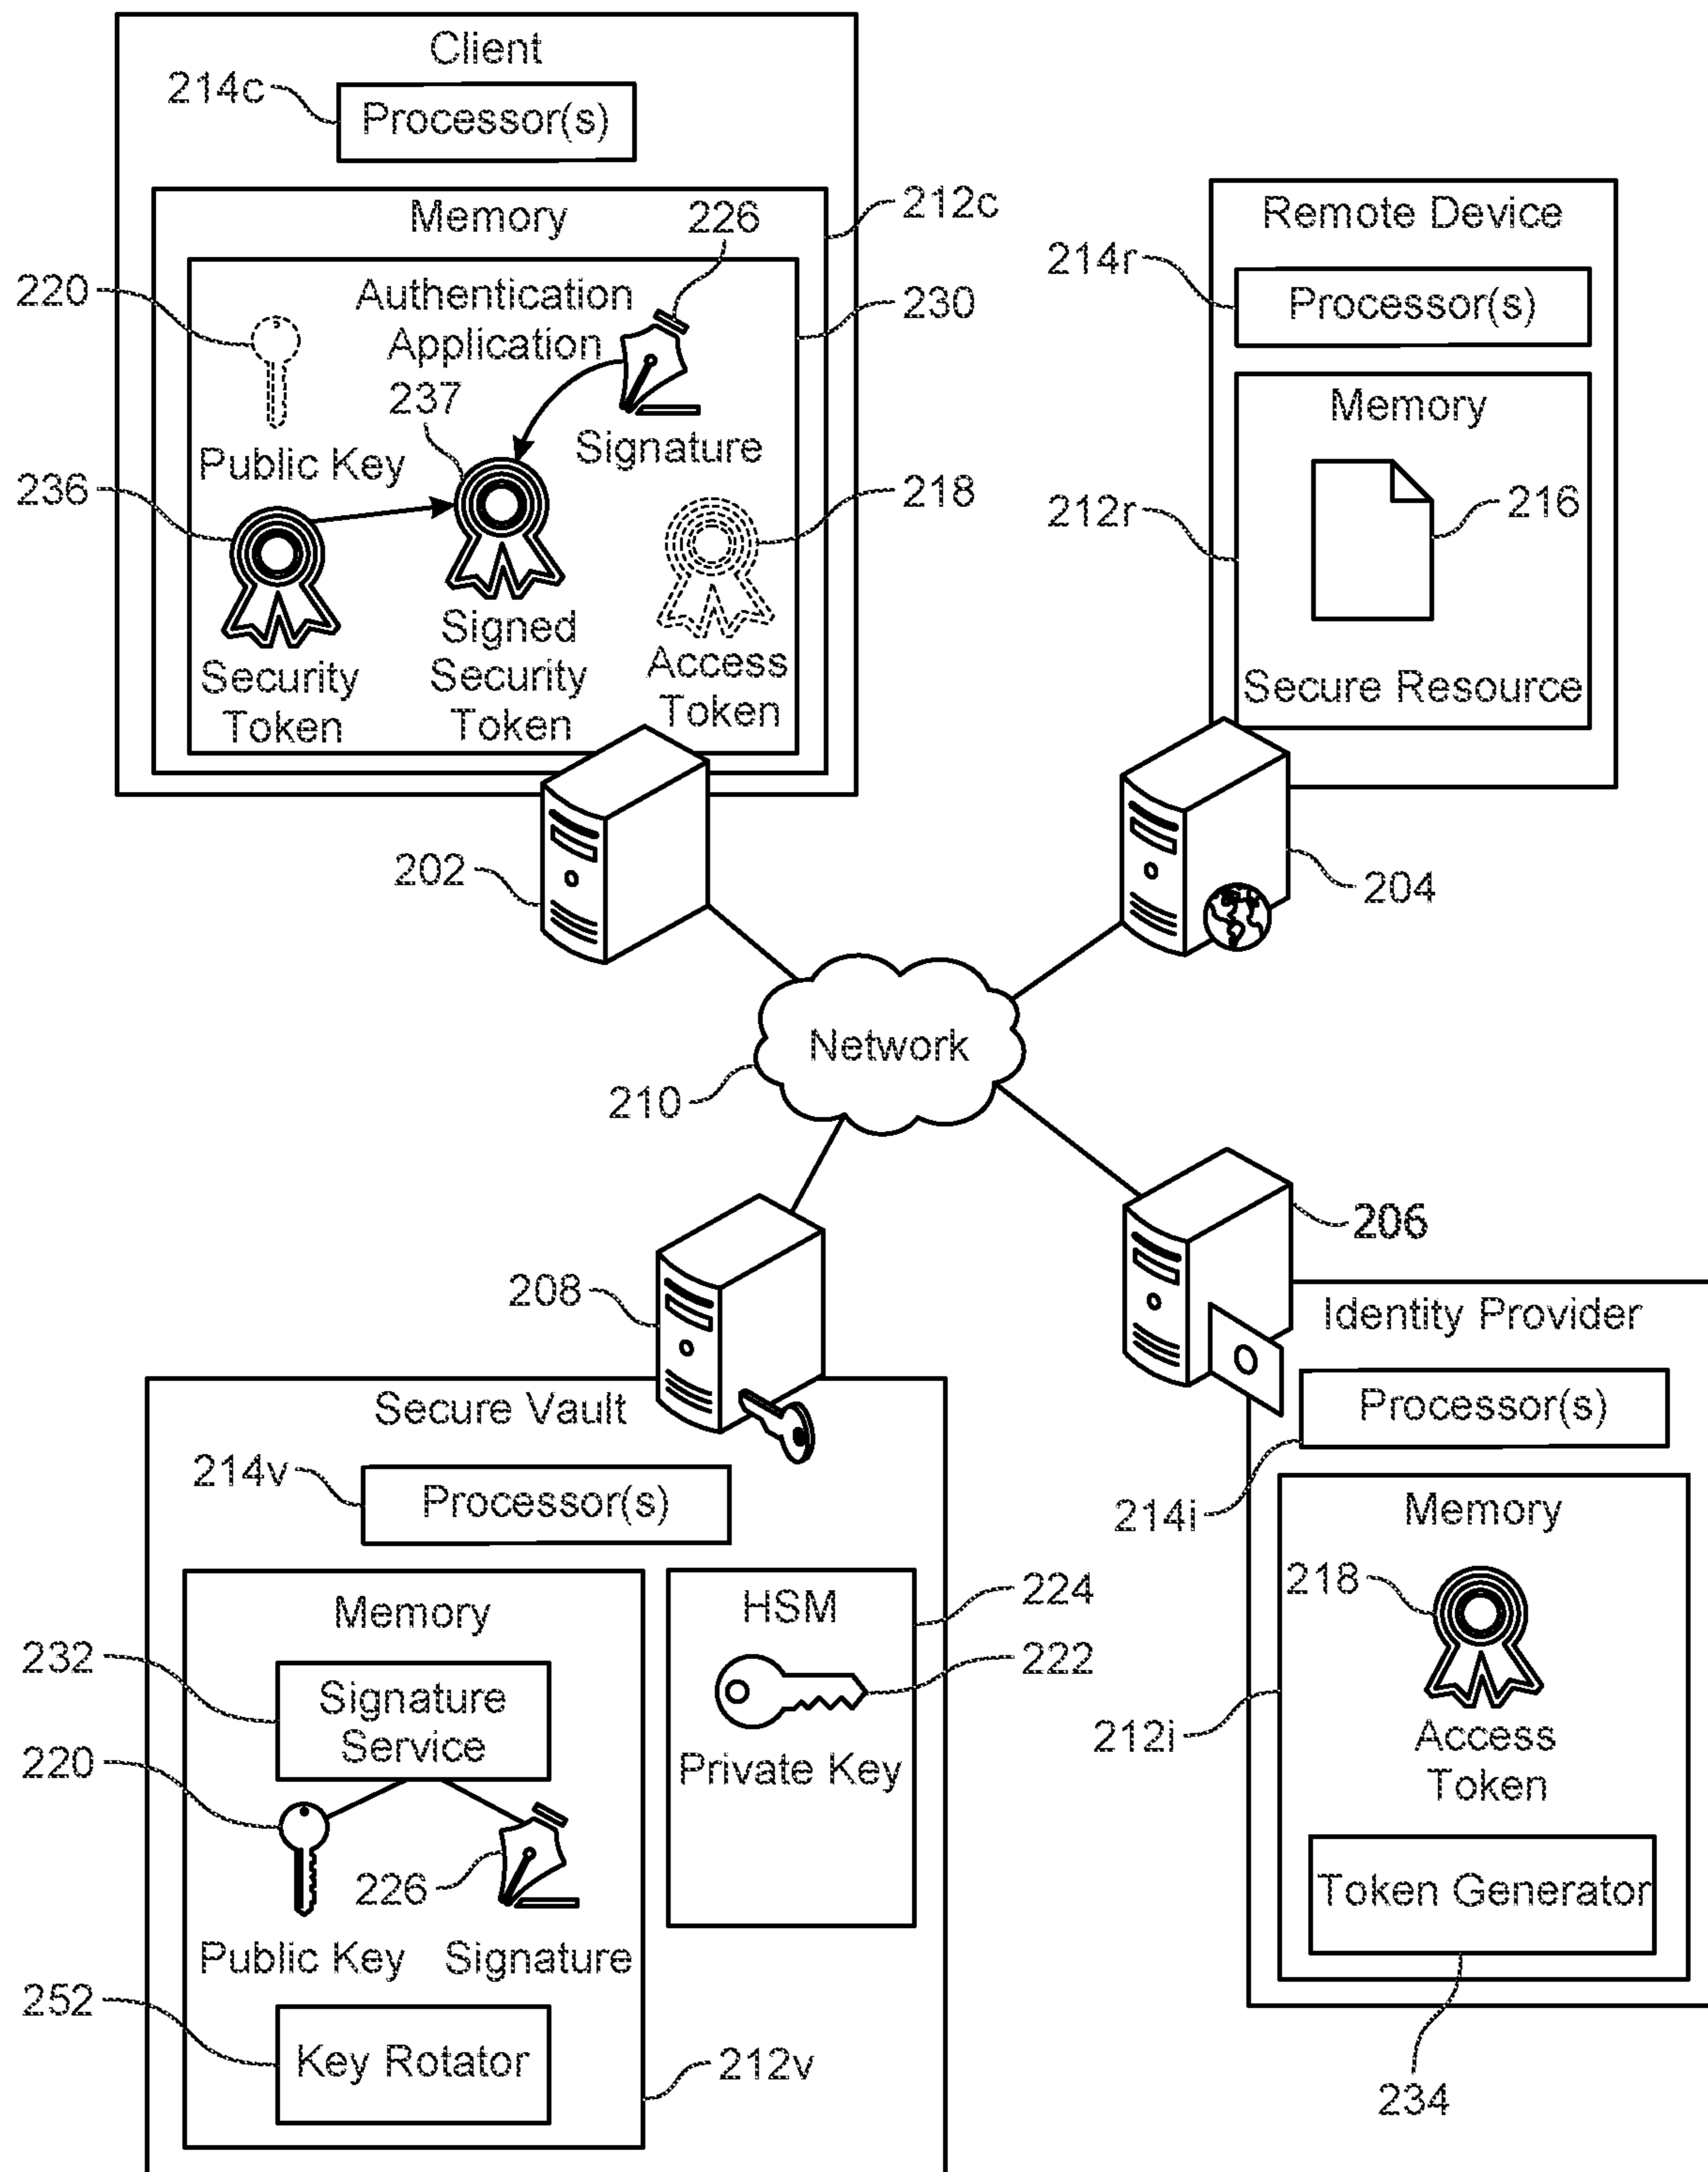 Client
214c
Processor(s)
Memory
226
212c
220
Authentication
Application
230
237
Public Key
Signature
236
218
Security
Token
Signed
Security
Token
Access
Token
202
Remote Device
214r
Processor(s)
Memory
212r
216
Secure Resource
204
Network
210
208
206
Secure Vault
214v
Processor(s)
Memory
232
Signature
Service
220
226
Public Key
Signature
252
Key Rotator
212v
HSM
224
222
Private Key
Identity Provider
Processor(s)
214i
Memory
218
212i
Access
Token
Token Generator
234